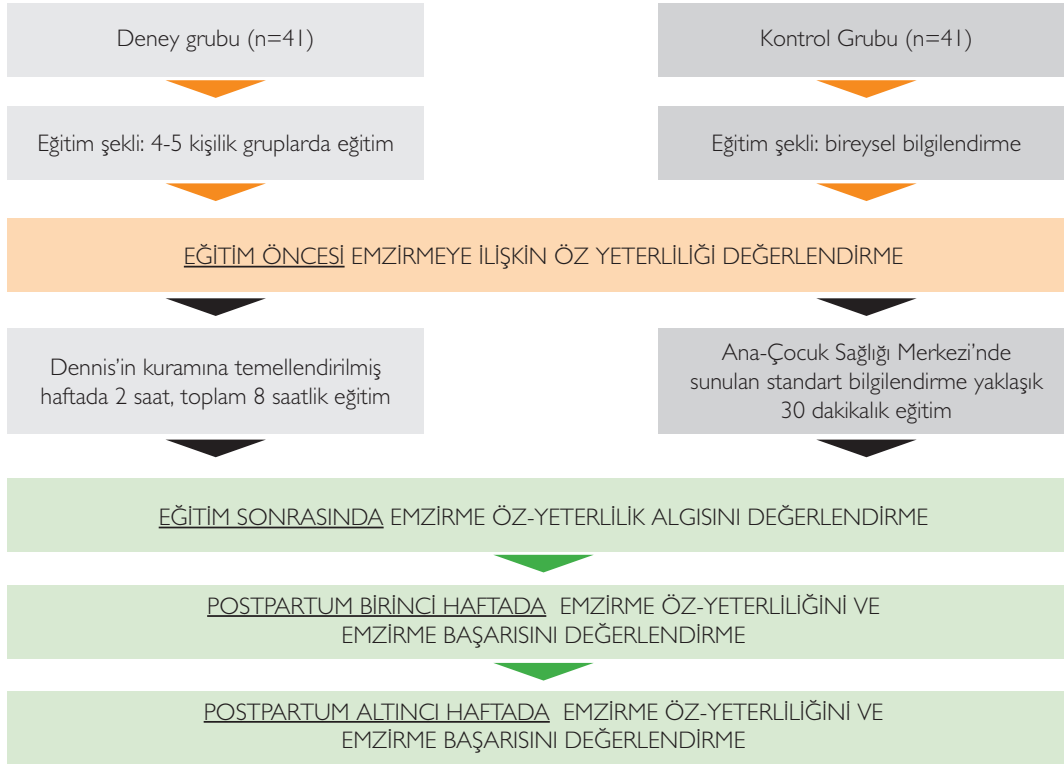 Deney grubu (n=41)
Kontrol Grubu (n=41)
Eğitim şekli: 4-5 kişilik gruplarda eğitim
Eğitim şekli: bireysel bilgilendirme
EĞİTİM ÖNCESİ EMZİRMEYE İLİŞKİN ÖZ YETERLİLİĞİ DEĞERLENDİRME
Dennis’in kuramına temellendirilmiş
haftada 2 saat, toplam 8 saatlik eğitim
Ana-Çocuk Sağlığı Merkezi’nde
sunulan standart bilgilendirme yaklaşık
30 dakikalık eğitim
EĞİTİM SONRASINDA EMZİRME ÖZ-YETERLİLİK ALGISINI DEĞERLENDİRME
POSTPARTUM BİRİNCİ HAFTADA EMZİRME ÖZ-YETERLİLİĞİNİ VE
EMZİRME BAŞARISINI DEĞERLENDİRME
POSTPARTUM ALTINCI HAFTADA EMZİRME ÖZ-YETERLİLİĞİNİ VE
EMZİRME BAŞARISINI DEĞERLENDİRME